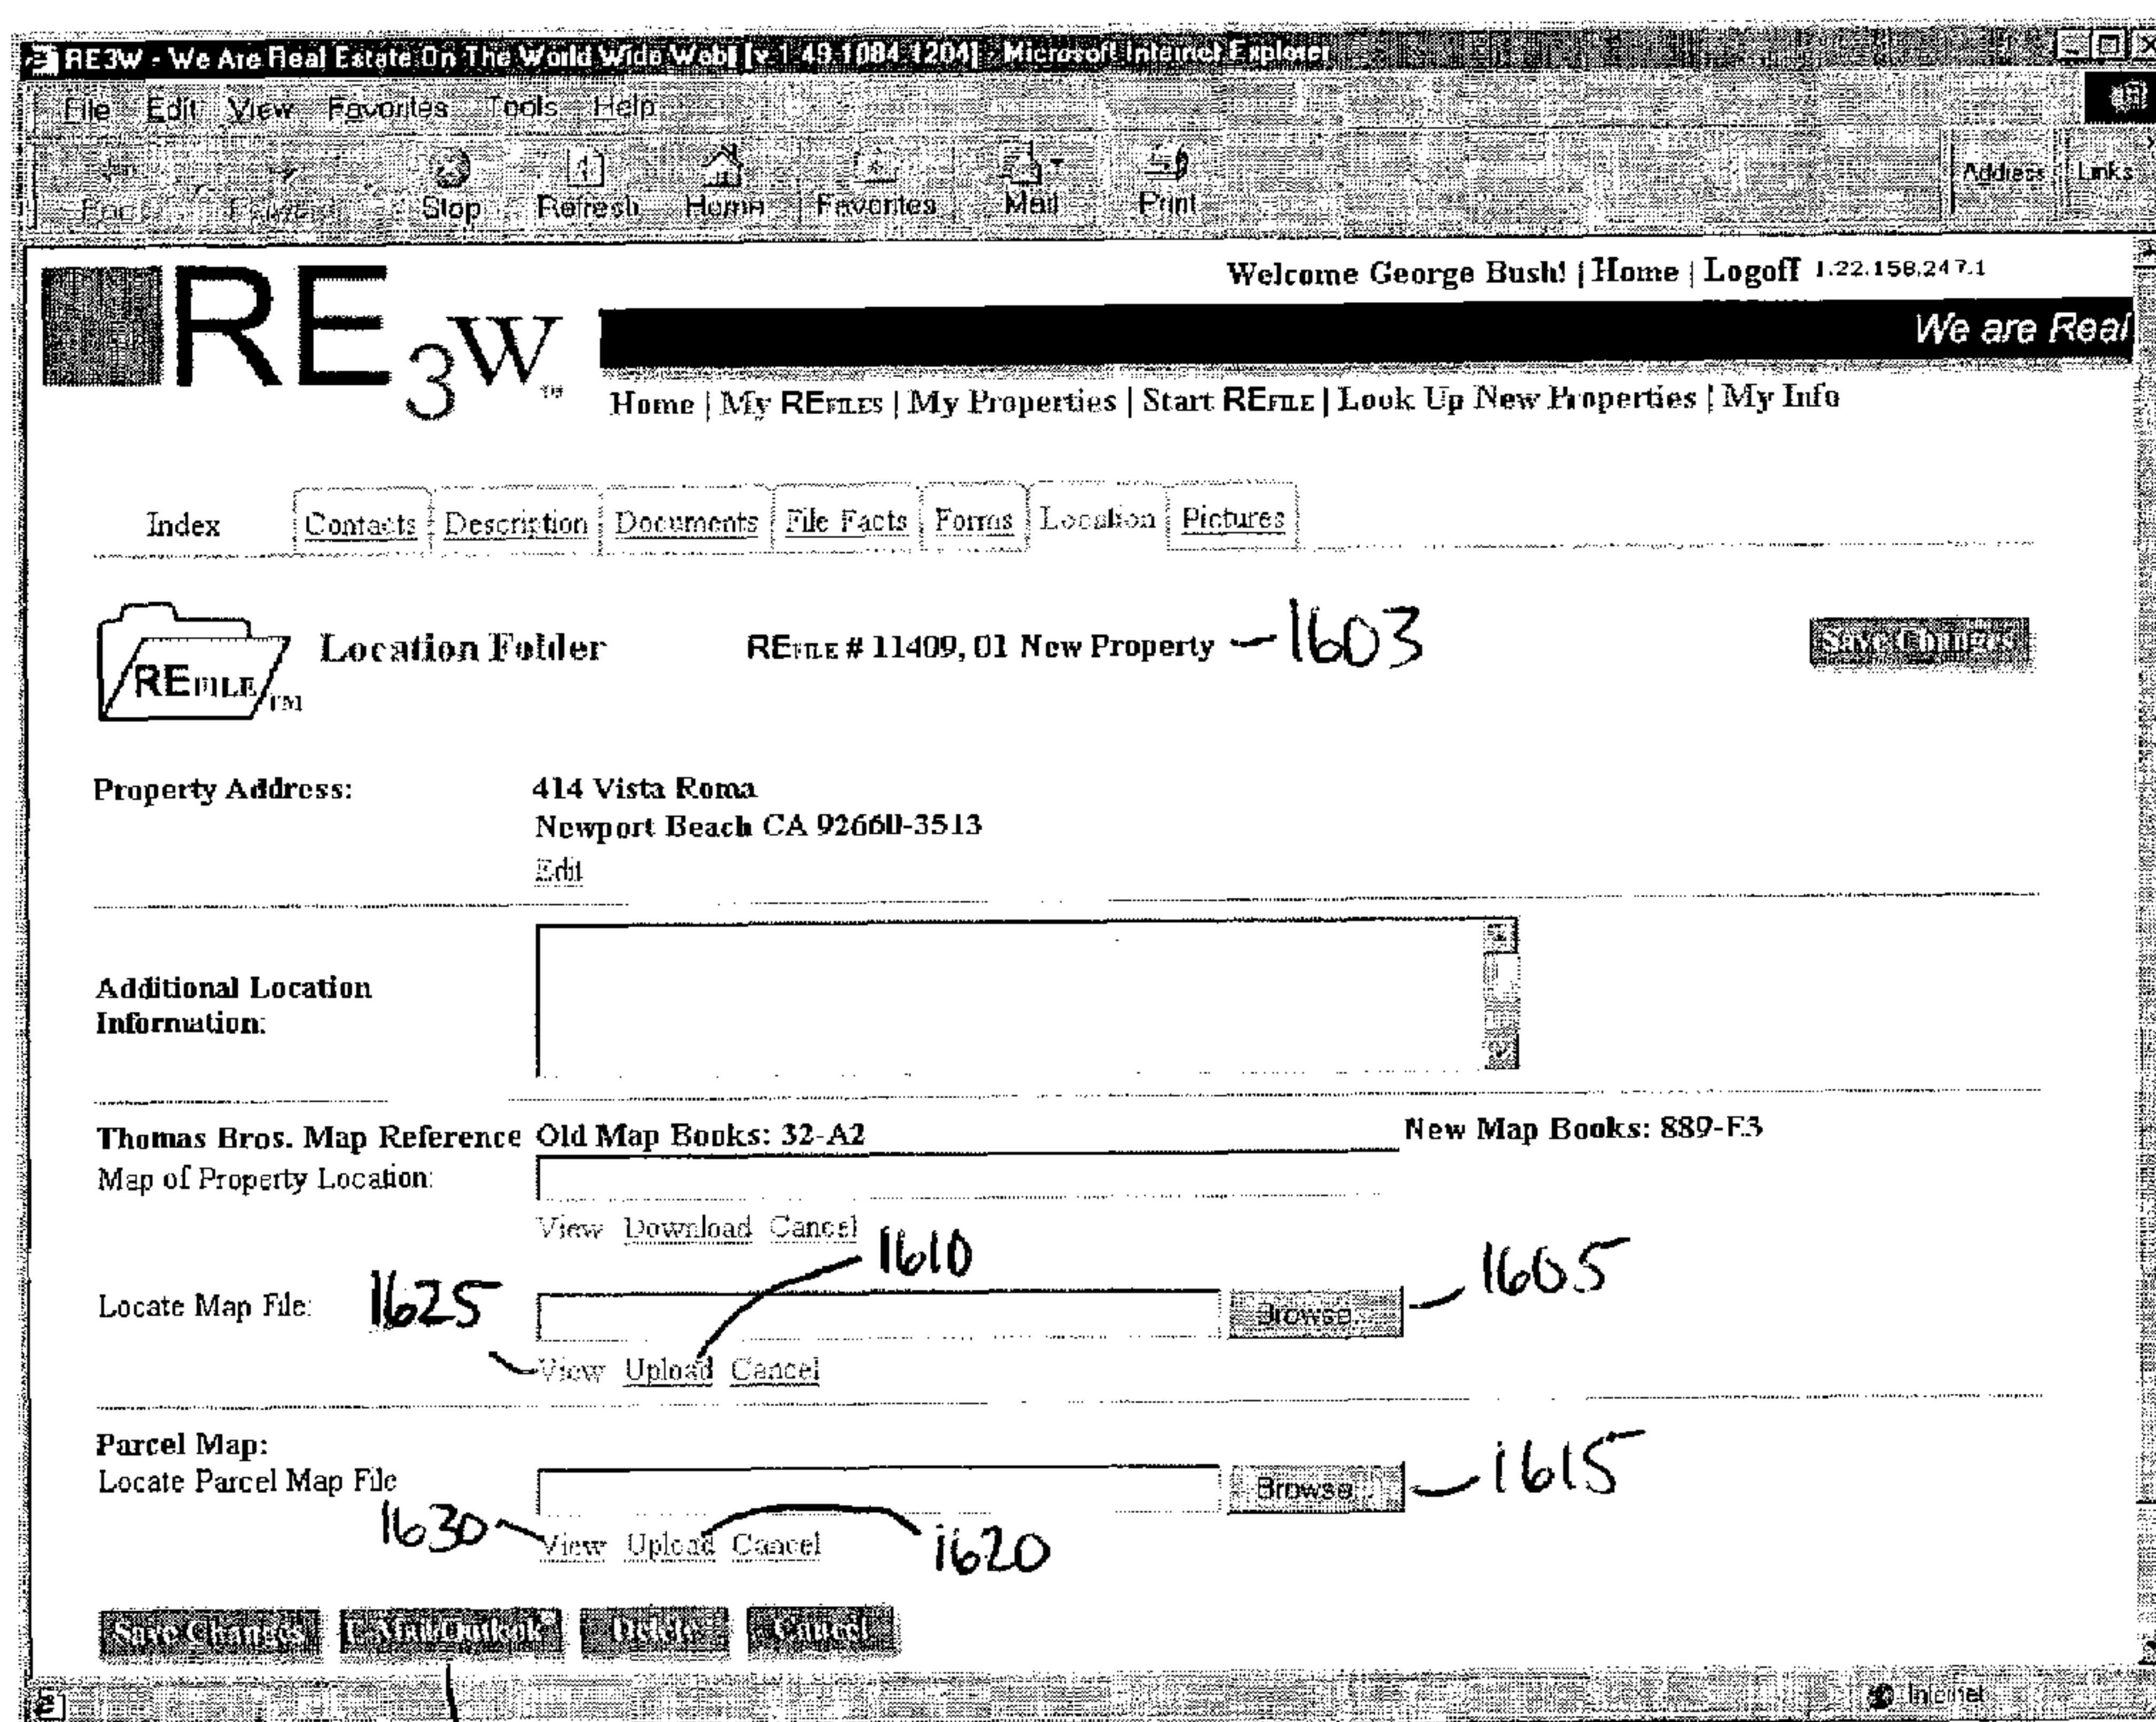 RE3W - We Are Real Estate On The World Wide Web! [v-1.49-1084-1204] - Microsoft Internet Explorer
File Edit View Favorites Tools Help
Back Forward Stop Refresh Home Favorites Mail Print Address Links
Welcome George Bush! | Home | Logoff 1.22.158.247.1
RE3W TM
We are Real
Home | My REFILES | My Properties | Start REFILE | Look Up New Properties | My Info
Index Contacts Description Documents File Facts Forms Location Pictures
REFILE TM Location Folder REFILE # 11409, 01 New Property 1603 Save Changes
Property Address: 414 Vista Roma
Newport Beach CA 92660-3513
Edit
Additional Location
Information:
Thomas Bros. Map Reference Old Map Books: 32-A2 New Map Books: 889-F3
Map of Property Location:
View Download Cancel
1610
Locate Map File: 1625 Browse... 1605
View Upload Cancel
Parcel Map:
Locate Parcel Map File Browse... 1615
1630 View Upload Cancel 1620
Save Changes E-Mail/Outlook Delete Cancel
Internet